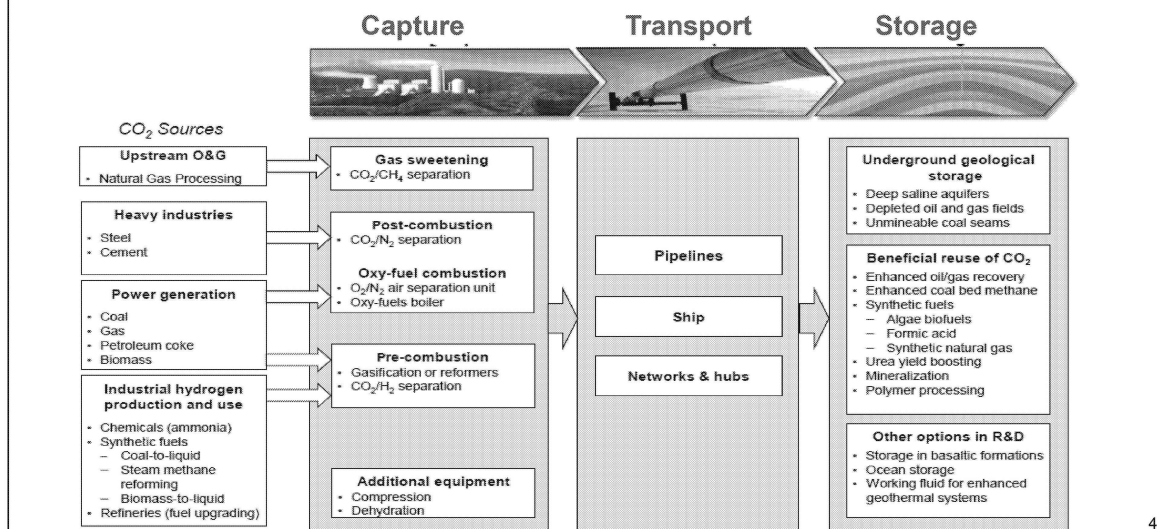 Capture
Transport
Storage
CO₂ Sources
Upstream O&G
• Natural Gas Processing
Heavy industries
• Steel
• Cement
Power generation
• Coal
• Gas
• Petroleum coke
• Biomass
Industrial hydrogen
production and use
• Chemicals (ammonia)
• Synthetic fuels
– Coal-to-liquid
– Steam methane
reforming
– Biomass-to-liquid
• Refineries (fuel upgrading)
Gas sweetening
• CO₂/CH₄ separation
Post-combustion
• CO₂/N₂ separation
Oxy-fuel combustion
• O₂/N₂ air separation unit
• Oxy-fuels boiler
Pre-combustion
• Gasification or reformers
• CO₂/H₂ separation
Additional equipment
• Compression
• Dehydration
Pipelines
Ship
Networks & hubs
Underground geological
storage
• Deep saline aquifers
• Depleted oil and gas fields
• Unmineable coal seams
Beneficial reuse of CO₂
• Enhanced oil/gas recovery
• Enhanced coal bed methane
• Synthetic fuels
– Algae biofuels
– Formic acid
– Synthetic natural gas
• Urea yield boosting
• Mineralization
• Polymer processing
Other options in R&D
• Storage in basaltic formations
• Ocean storage
• Working fluid for enhanced
geothermal systems
4